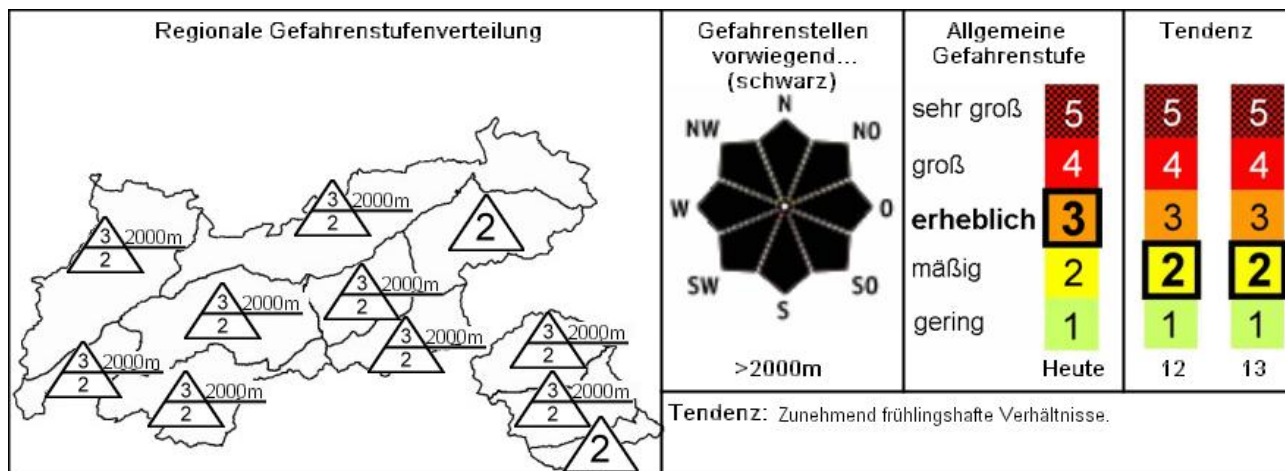 Regionale Gefahrenstufenverteilung
3 2000m
2
3 2000m
2
2
3 2000m
2
3 2000m
2
3 2000m
2
3 2000m
2
3 2000m
2
3 2000m
2
3 2000m
2
2
Gefahrenstellen
vorwiegend...
(schwarz)
N
NW NO
W O
SW SO
S
>2000m
Allgemeine
Gefahrenstufe
sehr groß 5
groß 4
erheblich 3
mäßig 2
gering 1
Heute
Tendenz
5 5
4 4
3 3
2 2
1 1
12 13
Tendenz: Zunehmend frühlingshafte Verhältnisse.